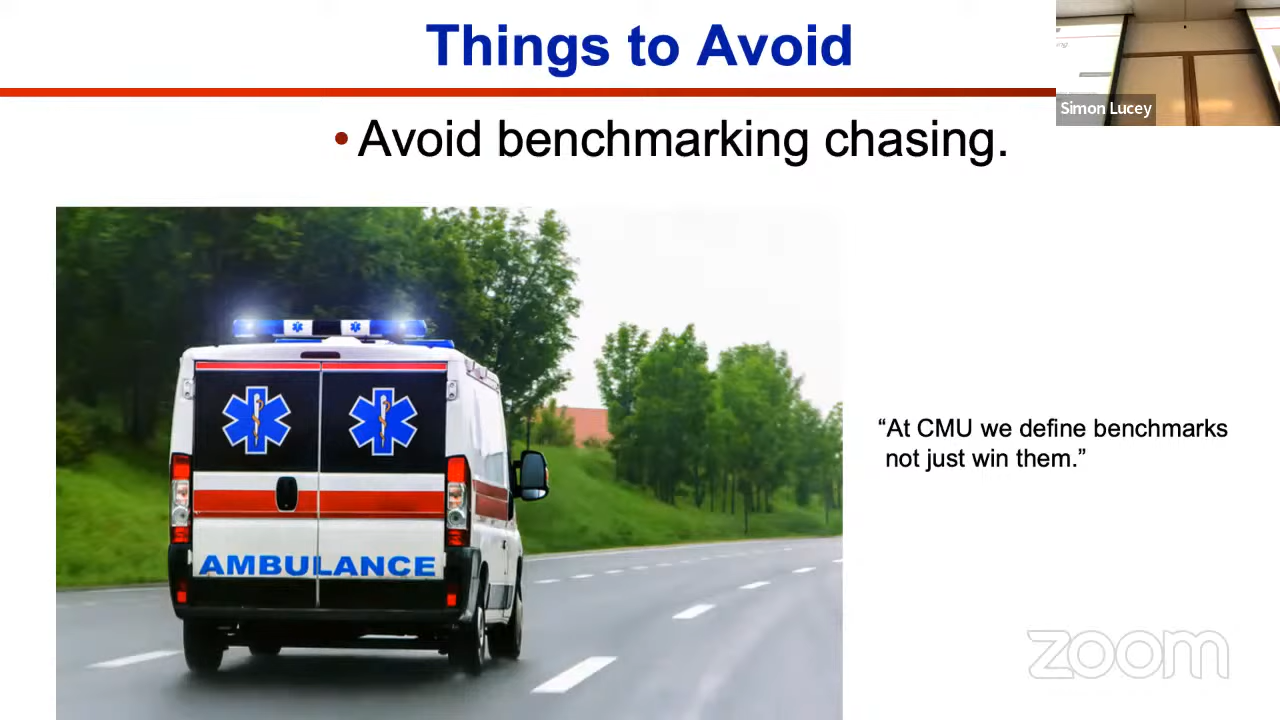 Things to Avoid
Simon Lucey
• Avoid benchmarking chasing.
AMBULANCE
“At CMU we define benchmarks
not just win them.”
zoom